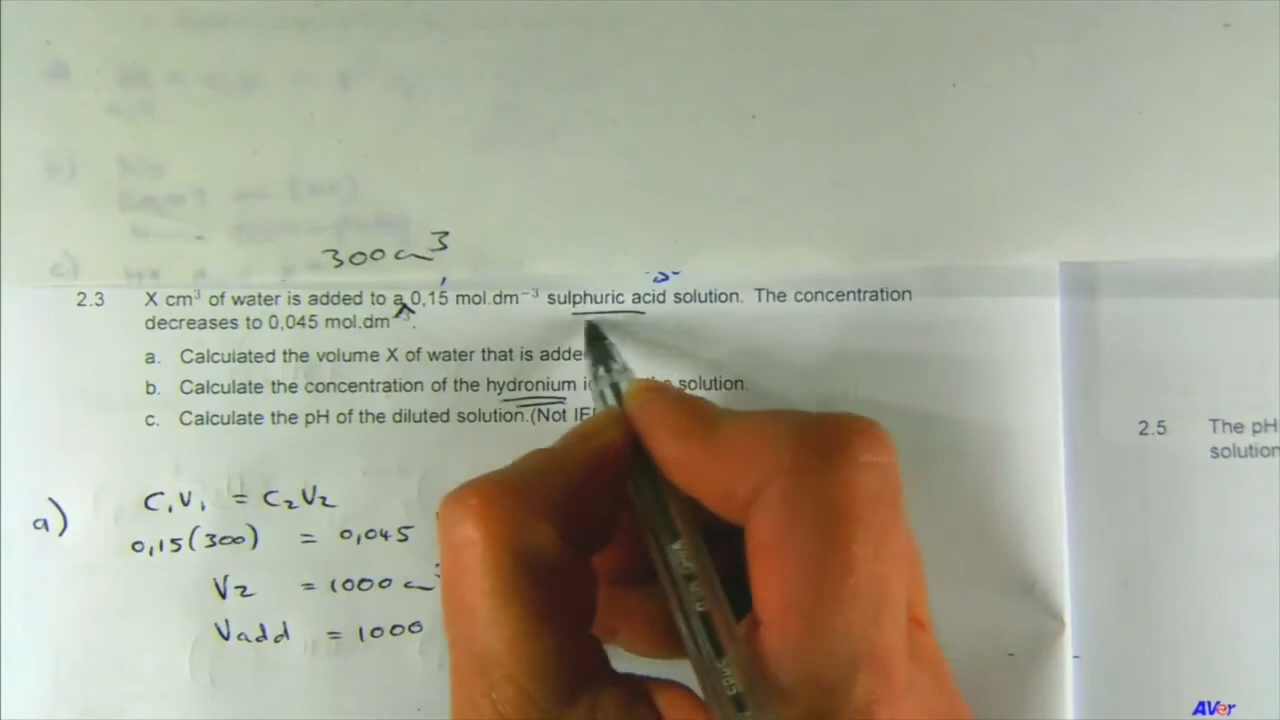 300cm³
2.3 X cm³ of water is added to a 0,15 mol.dm⁻³ sulphuric acid solution. The concentration
decreases to 0,045 mol.dm⁻³.
a. Calculated the volume X of water that is adde
b. Calculate the concentration of the hydronium solution.
c. Calculate the pH of the diluted solution.(Not IE
2.5 The pH
solution
a) C₁V₁ = C₂V₂
0,15(300) = 0,045
V₂ = 1000 cm³
Vadd = 1000
AVer